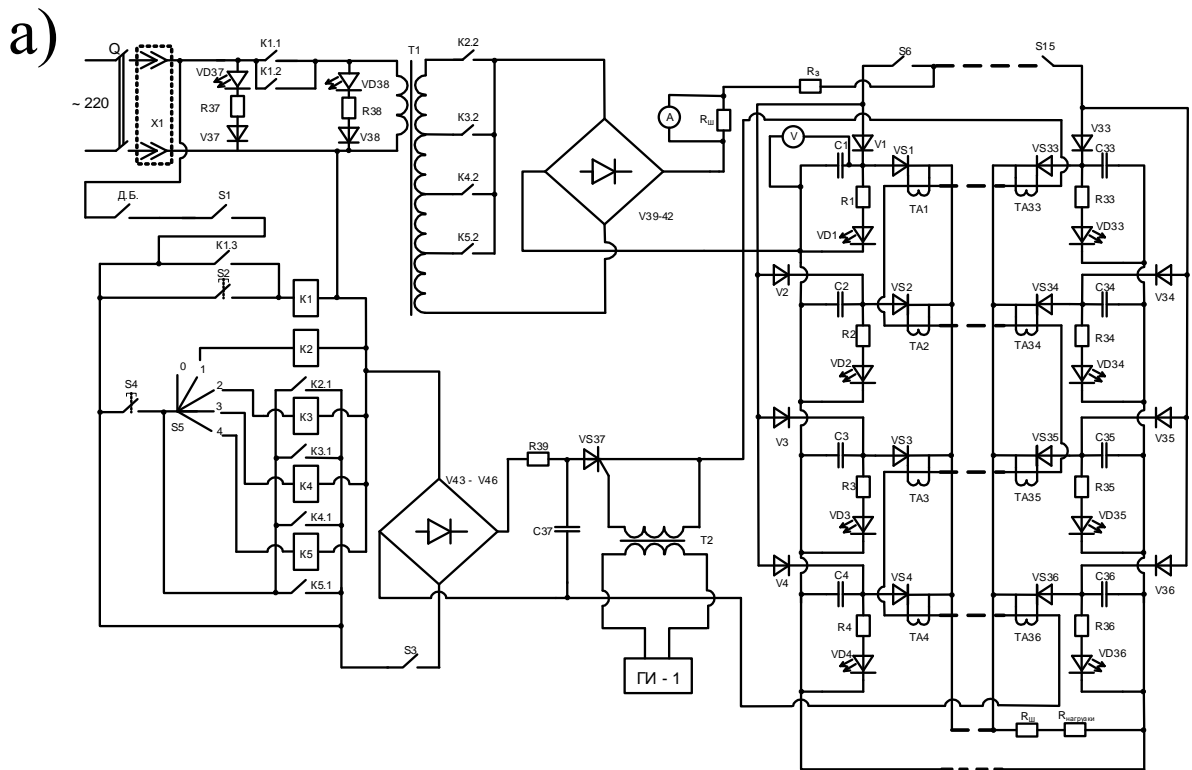 а)
Q
~ 220
X1
VD37
R37
V37
K1.1
K1.2
VD38
R38
V38
T1
K2.2
K3.2
K4.2
K5.2
V39-42
A
Rш
Rз
S6
S15
V
C1
V1
VS1
R1
VD1
TA1
V33
VS33
C33
R33
VD33
TA33
Д.Б.
S1
K1.3
S2
K1
K2
V2
C2
VS2
R2
VD2
TA2
VS34
C34
R34
VD34
TA34
V34
S4
S5
0
1
2
3
4
K2.1
K3
K3.1
K4
K4.1
K5
K5.1
S3
V43 - V46
R39
VS37
C37
T2
ГИ - 1
V3
C3
VS3
R3
VD3
TA3
VS35
C35
R35
VD35
TA35
V35
V4
C4
VS4
R4
VD4
TA4
VS36
C36
R36
VD36
TA36
V36
Rш
Rнагрузки